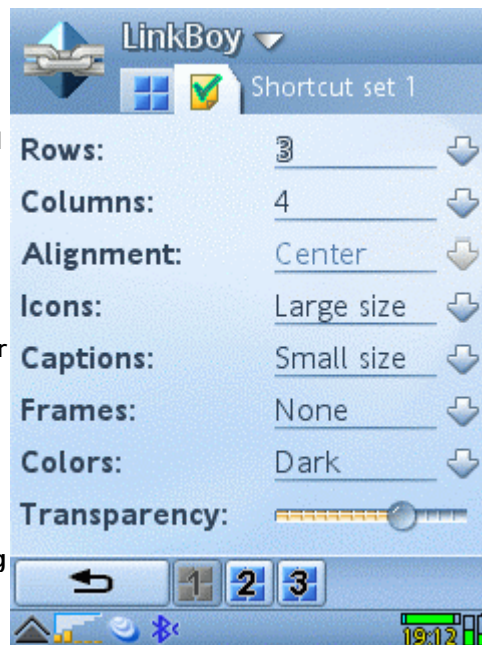 LinkBoy
Shortcut set 1
Rows: 3
Columns: 4
Alignment: Center
Icons: Large size
Captions: Small size
Frames: None
Colors: Dark
Transparency:
1 2 3
19:12